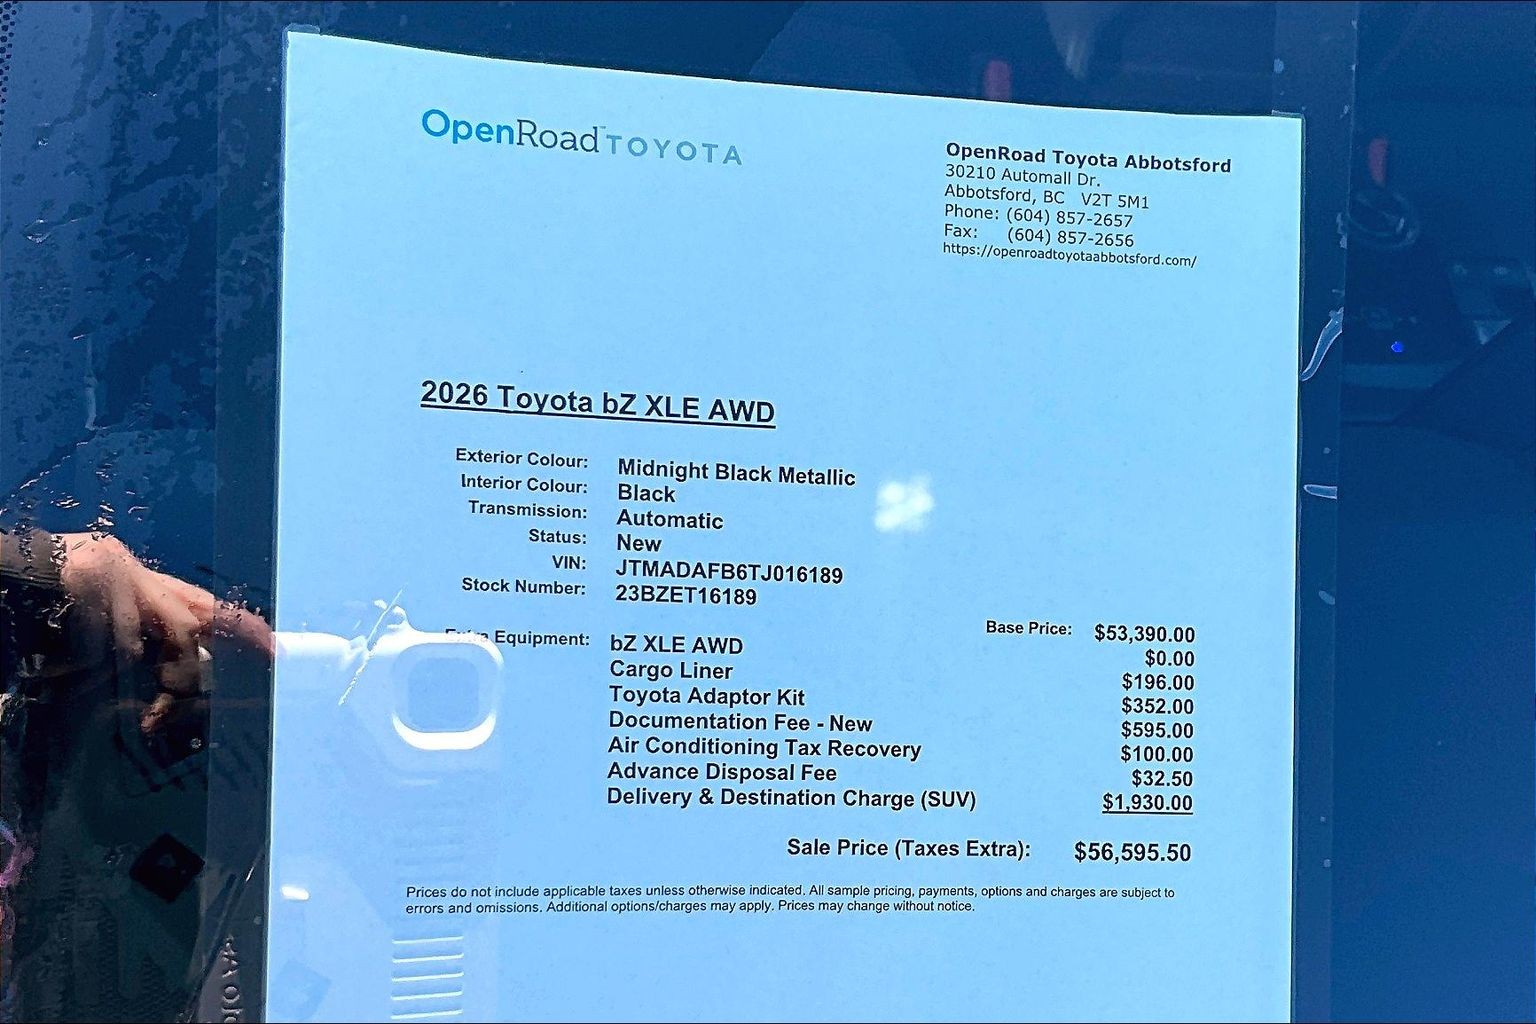 OpenRoad TOYOTA
OpenRoad Toyota Abbotsford
30210 Automall Dr.
Abbotsford, BC V2T 5M1
Phone: (604) 857-2657
Fax: (604) 857-2656
https://openroadtoyotaabbotsford.com/
2026 Toyota bZ XLE AWD
Exterior Colour: Midnight Black Metallic
Interior Colour: Black
Transmission: Automatic
Status: New
VIN: JTMADAFB6TJ016189
Stock Number: 23BZET16189
Base Price: $53,390.00
Extra Equipment: bZ XLE AWD $0.00
Cargo Liner $196.00
Toyota Adaptor Kit $352.00
Documentation Fee - New $595.00
Air Conditioning Tax Recovery $100.00
Advance Disposal Fee $32.50
Delivery & Destination Charge (SUV) $1,930.00
Sale Price (Taxes Extra): $56,595.50
Prices do not include applicable taxes unless otherwise indicated. All sample pricing, payments, options and charges are subject to
errors and omissions. Additional options/charges may apply. Prices may change without notice.